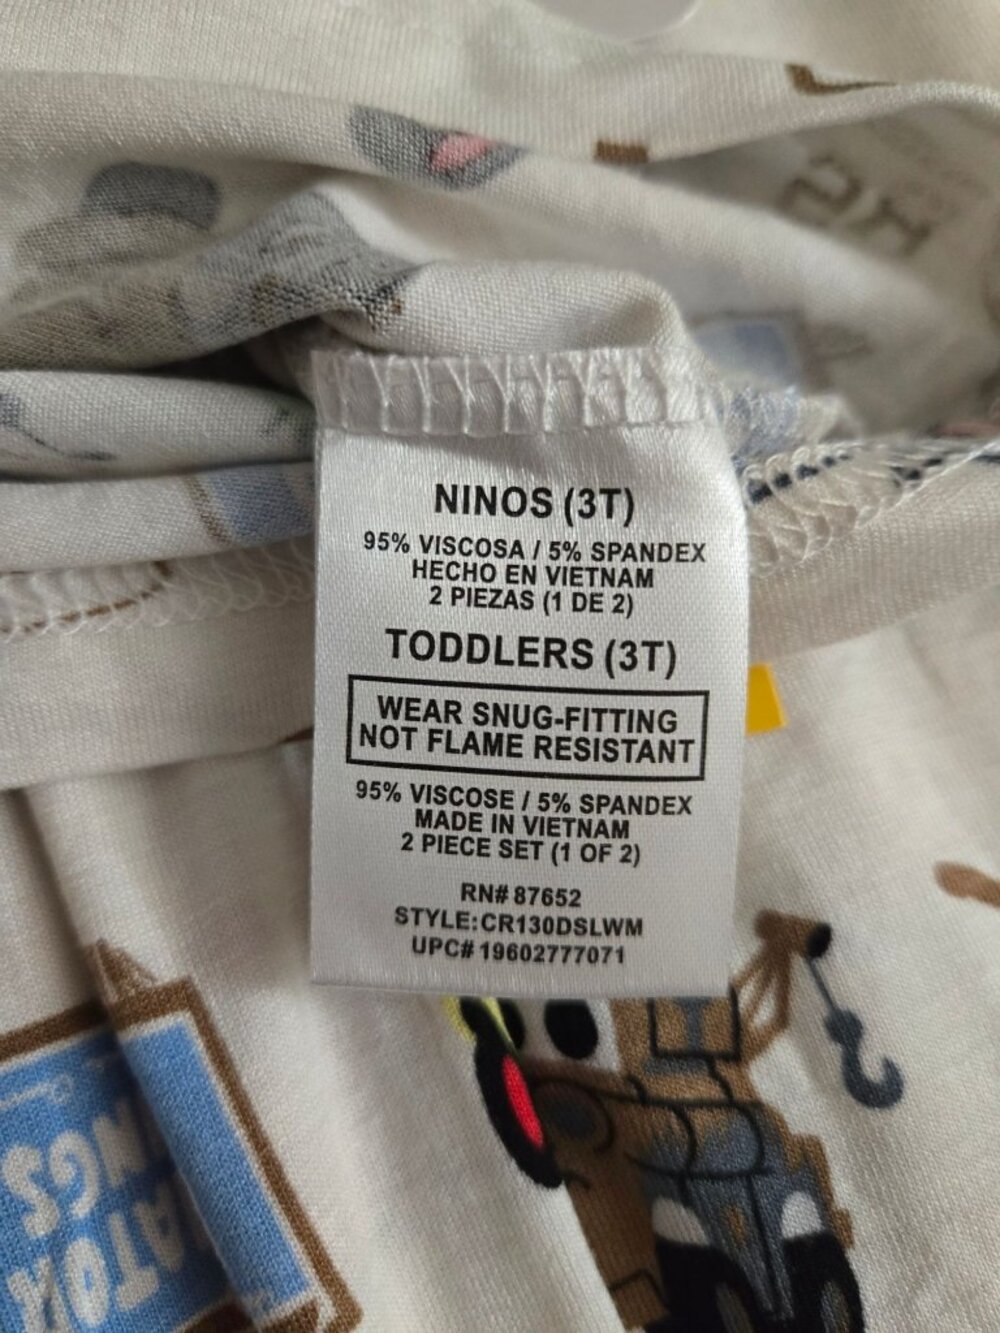 NINOS (3T)
95% VISCOSA / 5% SPANDEX
HECHO EN VIETNAM
2 PIEZAS (1 DE 2)
TODDLERS (3T)
WEAR SNUG-FITTING
NOT FLAME RESISTANT
95% VISCOSE / 5% SPANDEX
MADE IN VIETNAM
2 PIECE SET (1 OF 2)
RN# 87652
STYLE:CR130DSLWM
UPC# 19602777071